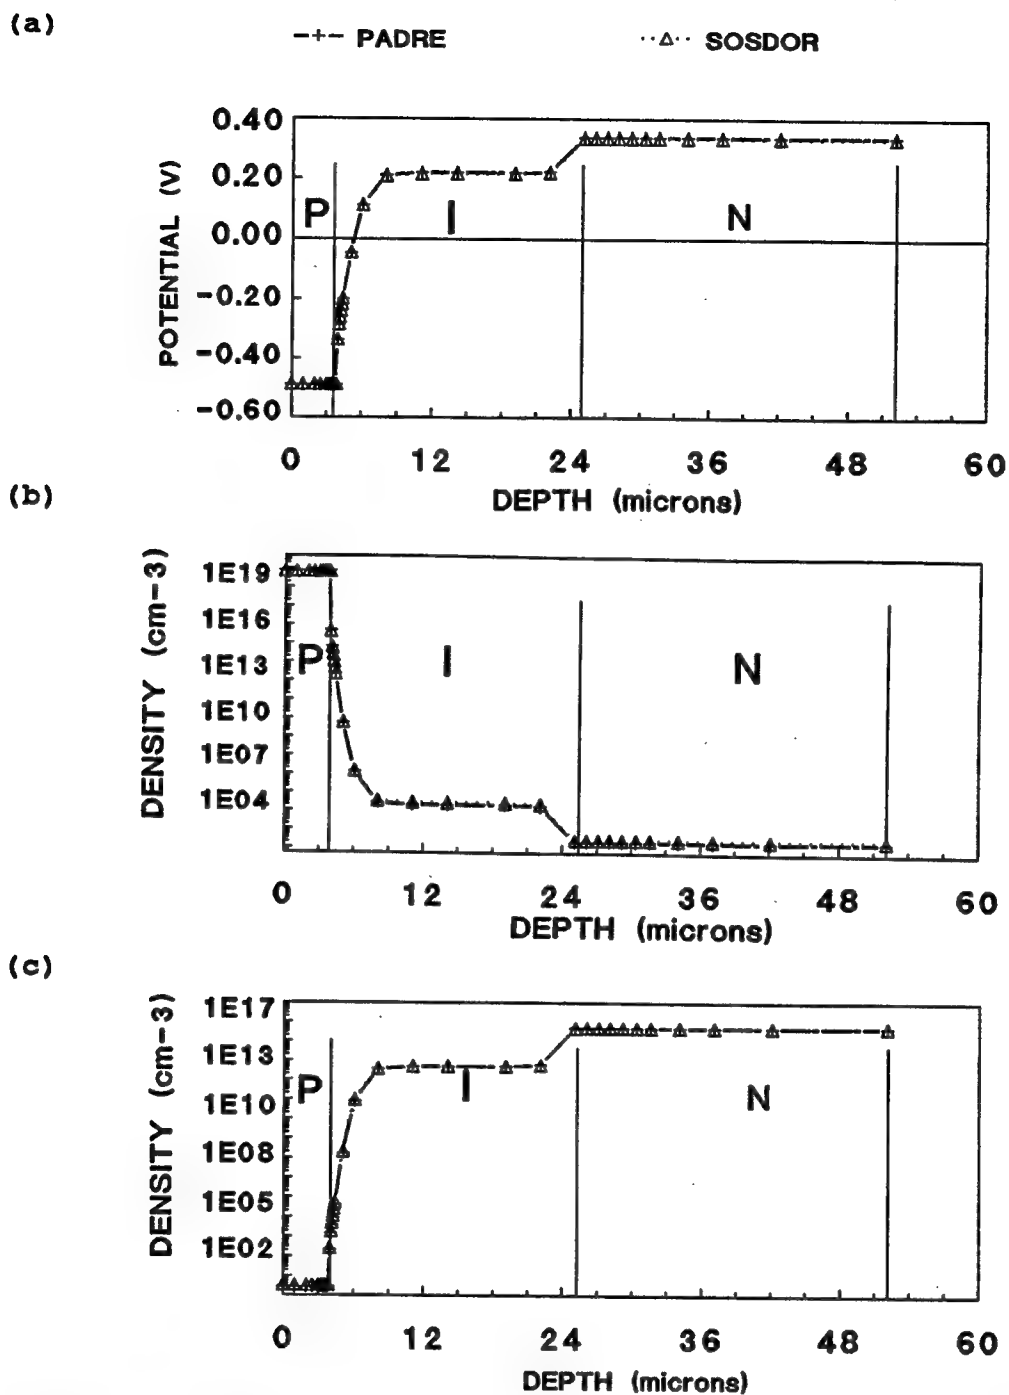 (a)
-+- PADRE ··△·· SOSDOR
POTENTIAL (V)
0.40
0.20
0.00
-0.20
-0.40
-0.60
P I N
0 12 24 36 48 60
DEPTH (microns)
(b)
DENSITY (cm-3)
1E19
1E16
1E13
1E10
1E07
1E04
P I N
0 12 24 36 48 60
DEPTH (microns)
(c)
DENSITY (cm-3)
1E17
1E13
1E10
1E08
1E05
1E02
P I N
0 12 24 36 48 60
DEPTH (microns)